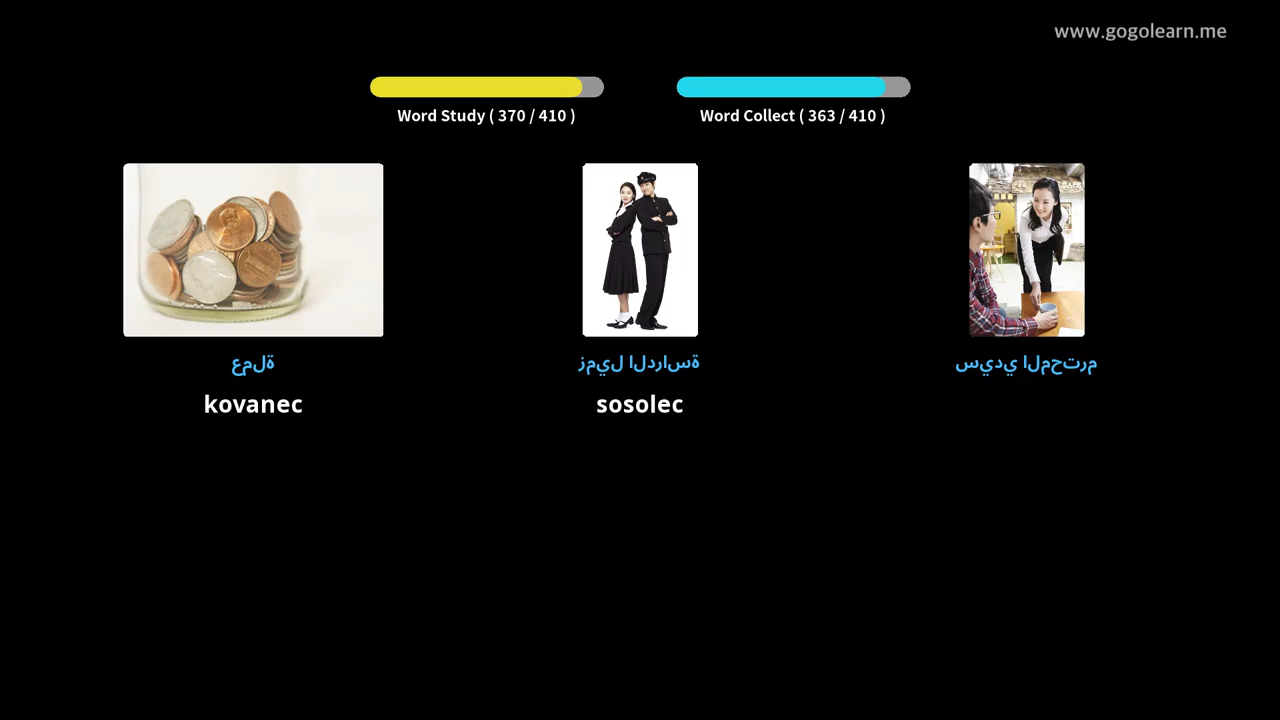 www.gogolearn.me
Word Study ( 370 / 410 )
Word Collect ( 363 / 410 )
عملة
kovanec
زميل الدراسة
sosolec
سيدي المحترم